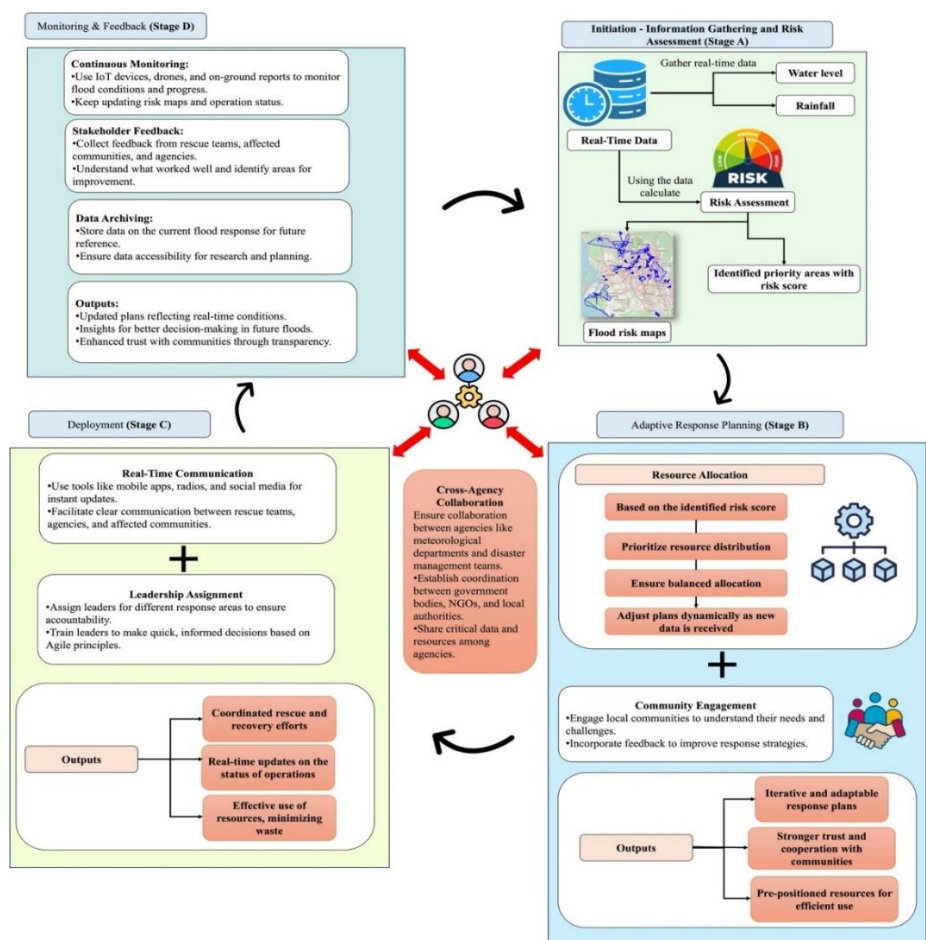 Monitoring & Feedback (Stage D)
Continuous Monitoring:
•Use IoT devices, drones, and on-ground reports to monitor
flood conditions and progress.
•Keep updating risk maps and operation status.
Stakeholder Feedback:
•Collect feedback from rescue teams, affected
communities, and agencies.
•Understand what worked well and identify areas for
improvement.
Data Archiving:
•Store data on the current flood response for future
reference.
•Ensure data accessibility for research and planning.
Outputs:
•Updated plans reflecting real-time conditions.
•Insights for better decision-making in future floods.
•Enhanced trust with communities through transparency.
Initiation - Information Gathering and Risk
Assessment (Stage A)
Gather real-time data
Water level
Rainfall
Real-Time Data
LOW
HIGH
RISK
Using the data
calculate
Risk Assessment
Identified priority areas with
risk score
Flood risk maps
Adaptive Response Planning (Stage B)
Resource Allocation
Based on the identified risk score
Prioritize resource distribution
Ensure balanced allocation
Adjust plans dynamically as new
data is received
+
Community Engagement
•Engage local communities to understand their needs and
challenges.
•Incorporate feedback to improve response strategies.
Outputs
Iterative and adaptable
response plans
Stronger trust and
cooperation with
communities
Pre-positioned resources for
efficient use
Deployment (Stage C)
Real-Time Communication
•Use tools like mobile apps, radios, and social media for
instant updates.
•Facilitate clear communication between rescue teams,
agencies, and affected communities.
+
Leadership Assignment
•Assign leaders for different response areas to ensure
accountability.
•Train leaders to make quick, informed decisions based on
Agile principles.
Outputs
Coordinated rescue and
recovery efforts
Real-time updates on the
status of operations
Effective use of
resources, minimizing
waste
Cross-Agency
Collaboration
Ensure collaboration
between agencies like
meteorological
departments and disaster
management teams.
•Establish coordination
between government
bodies, NGOs, and local
authorities.
•Share critical data and
resources among
agencies.